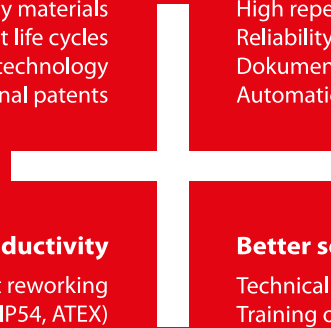 y materials
t life cycles
technology
nal patents
High repe
Reliability
Dokumen
Automati
ductivity
t reworking
IP54, ATEX)
Better s
Technical
Training